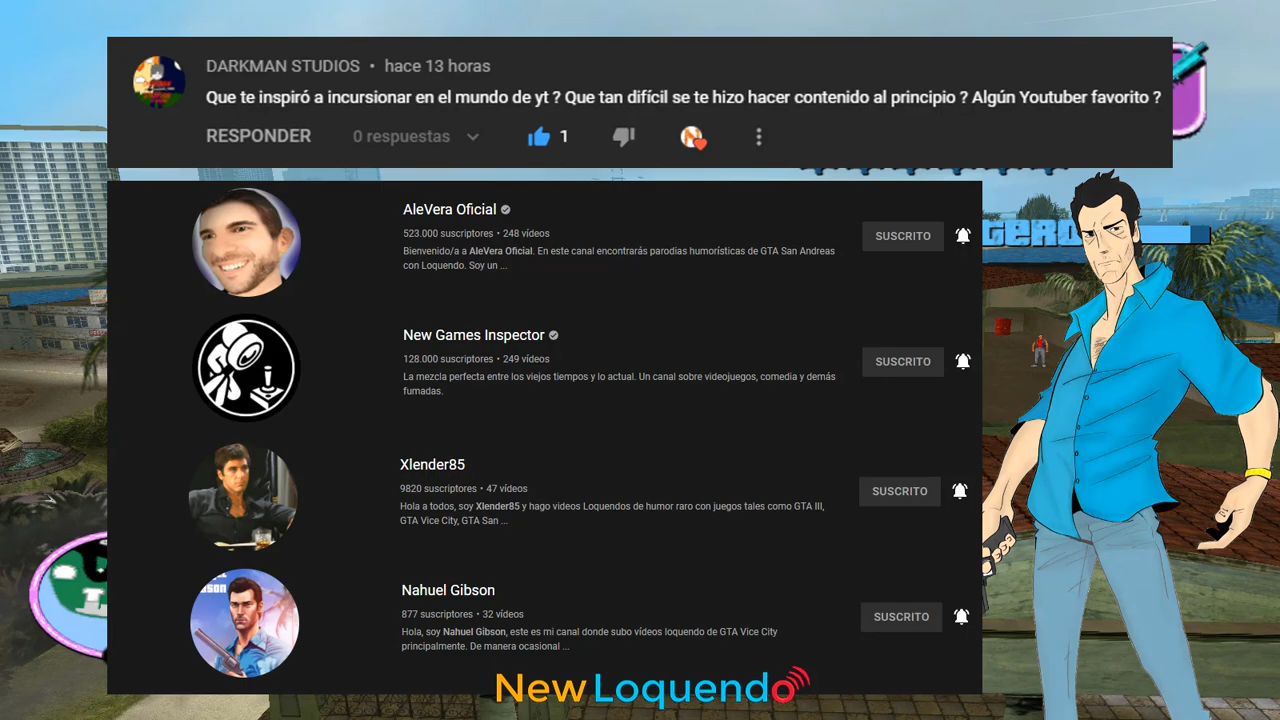 DARKMAN STUDIOS • hace 13 horas
Que te inspiró a incursionar en el mundo de yt ? Que tan difícil se te hizo hacer contenido al principio ? Algún Youtuber favorito ?
RESPONDER 0 respuestas 1
AleVera Oficial
523.000 suscriptores • 248 vídeos
SUSCRITO
Bienvenido/a a AleVera Oficial. En este canal encontrarás parodias humorísticas de GTA San Andreas
con Loquendo. Soy un ...
New Games Inspector
128.000 suscriptores • 249 vídeos
SUSCRITO
La mezcla perfecta entre los viejos tiempos y lo actual. Un canal sobre videojuegos, comedia y demás
fumadas.
Xlender85
9820 suscriptores • 47 vídeos
SUSCRITO
Hola a todos, soy Xlender85 y hago videos Loquendos de humor raro con juegos tales como GTA III,
GTA Vice City, GTA San ...
Nahuel Gibson
877 suscriptores • 32 vídeos
SUSCRITO
Hola, soy Nahuel Gibson, este es mi canal donde subo vídeos loquendo de GTA Vice City
principalmente. De manera ocasional ...
New Loquendo